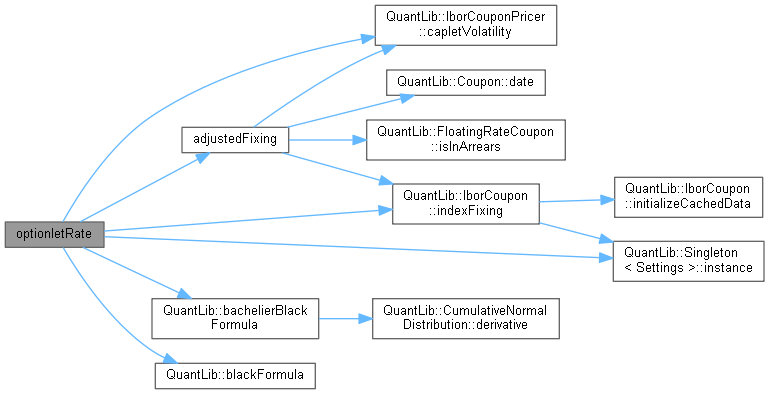 QuantLib::IborCouponPricer
::capletVolatility
QuantLib::Coupon::date
adjustedFixing
QuantLib::FloatingRateCoupon
::isInArrears
QuantLib::IborCoupon
::indexFixing
QuantLib::IborCoupon
::initializeCachedData
optionletRate
QuantLib::Singleton
< Settings >::instance
QuantLib::bachelierBlack
Formula
QuantLib::CumulativeNormal
Distribution::derivative
QuantLib::blackFormula